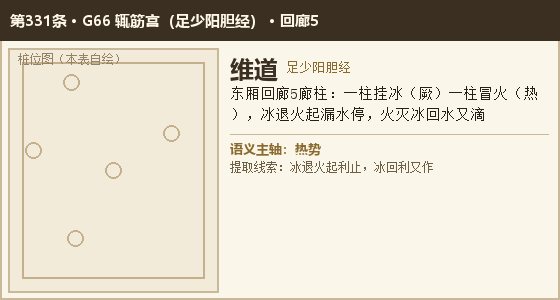 第331条·G66 辄筋宫（足少阳胆经）·回廊5
桩位图（本表自绘）
维道 足少阳胆经
东厢回廊5廊柱：一柱挂冰（厥）一柱冒火（热
），冰退火起漏水停，火灭冰回水又滴
语义主轴：热势
提取线索：冰退火起利止，冰回利又作